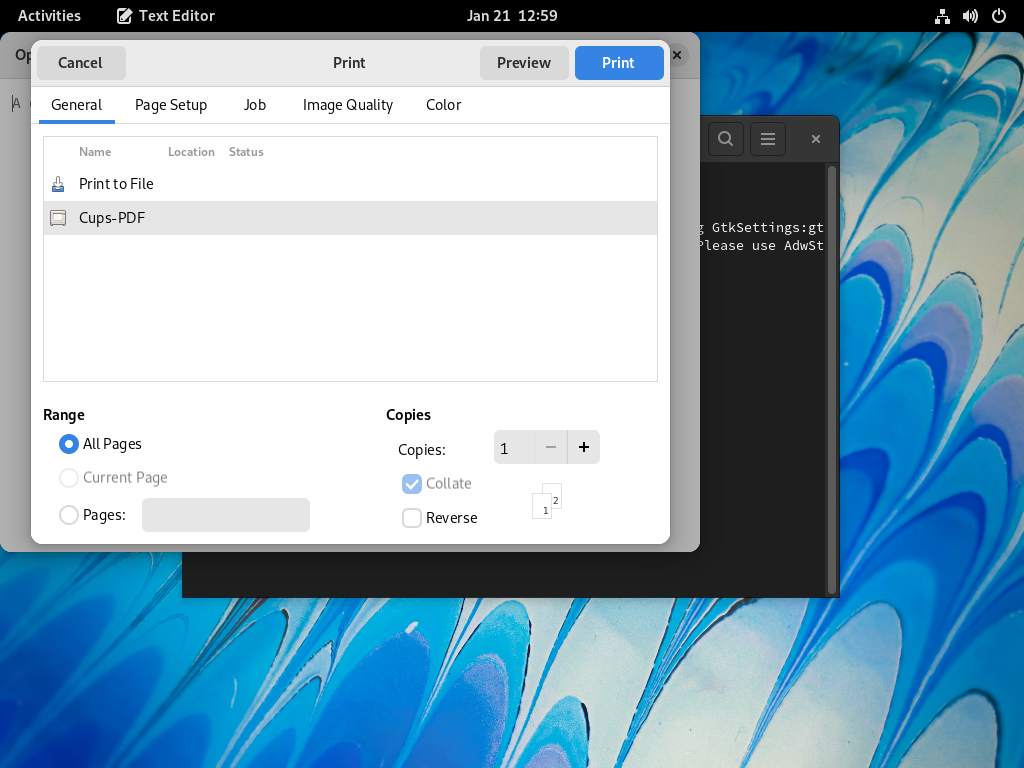 Activities Text Editor Jan 21 12:59
Cancel Print Preview Print
General Page Setup Job Image Quality Color
A
Name Location Status
Print to File
Cups-PDF
GtkSettings:gt
Please use AdwSt
Range Copies
All Pages Copies: 1
Current Page Collate
Pages: Reverse
1 2